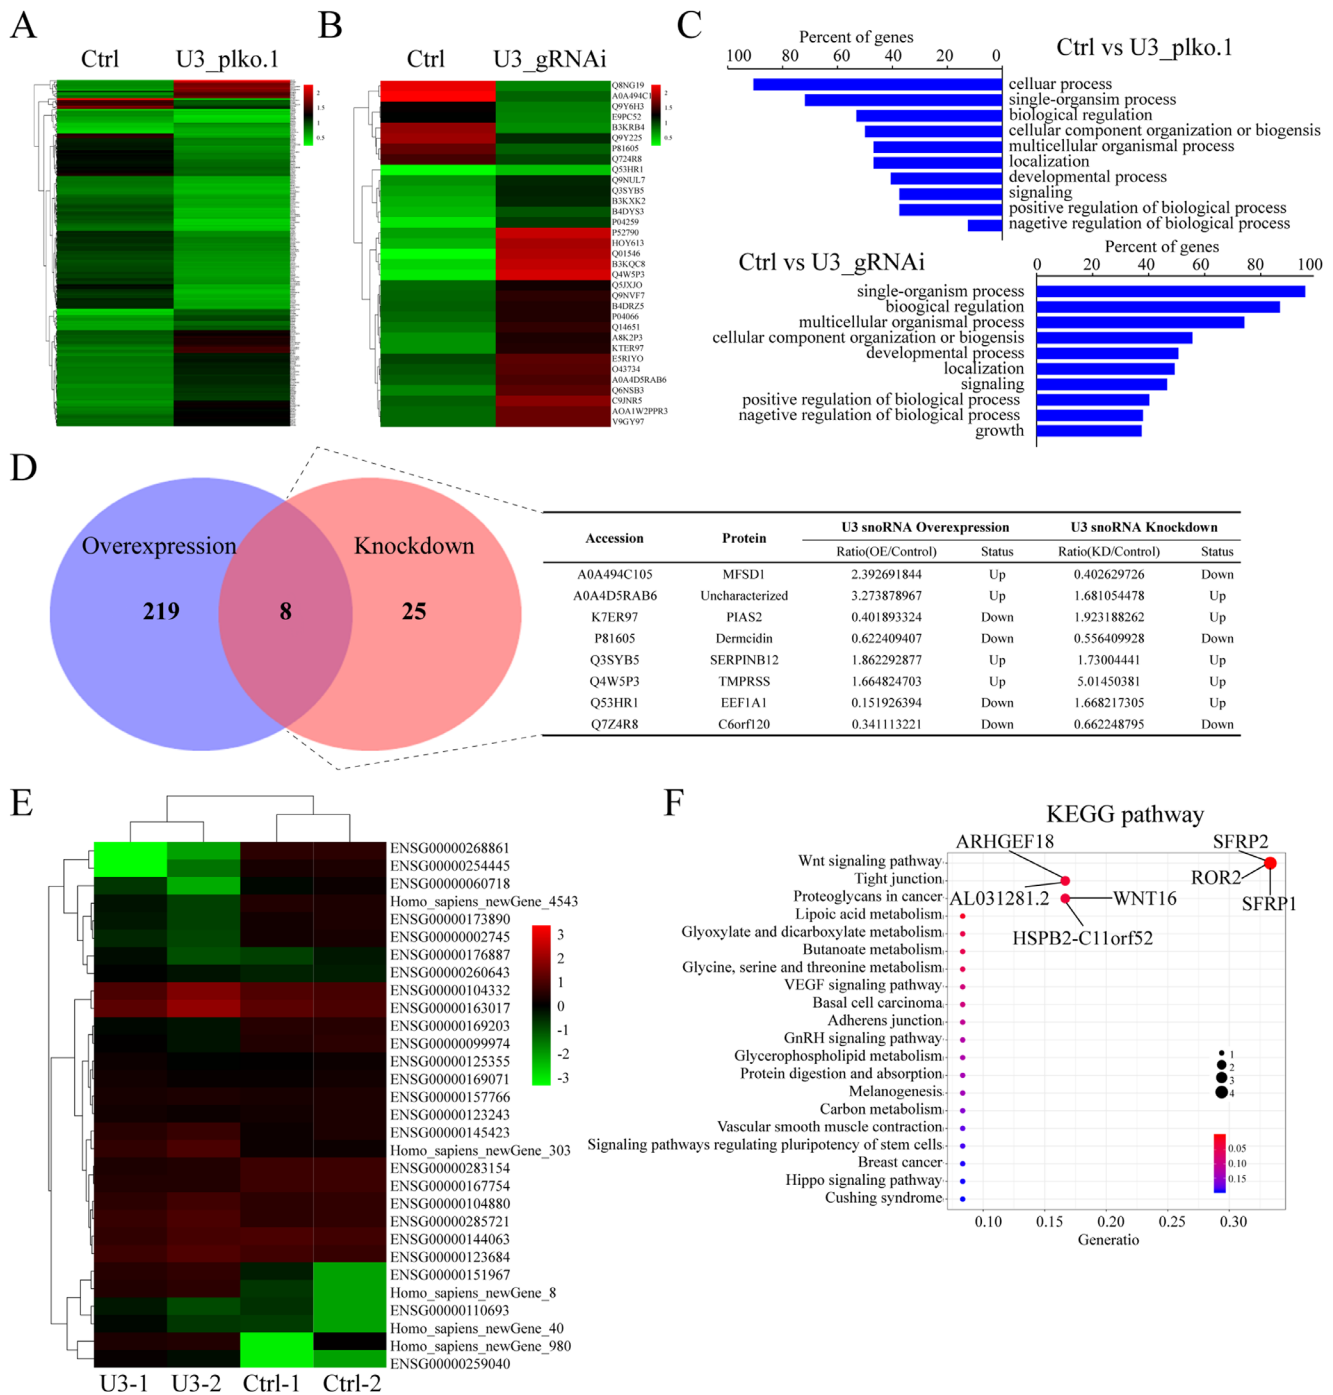 A
Ctrl
U3_plko.1
2
1.5
1
0.5
B
Ctrl
U3_gRNAi
2
1.5
1
0.5
Q8NG19
A0A494C1
Q9Y6H3
E9PC52
B3KRB4
Q9Y225
P81605
Q724R8
Q53HR1
Q9NUL7
Q3SYB5
B3KXK2
B4DYS3
P04259
P52790
HOY613
Q01546
B3KQC8
Q4W5P3
Q5JXJO
Q9NVF7
B4DRZ5
P04066
Q14651
A8K2P3
KTER97
E5RIYO
O43734
A0A4D5RAB6
Q6NSB3
C9JNR5
AOA1W2PPR3
V9GY97
C
Percent of genes
Ctrl vs U3_plko.1
100 80 60 40 20 0
celluar process
single-organsim process
biological regulation
cellular component organization or biogensis
multicellular organismal process
localization
developmental process
signaling
positive regulation of biological process
nagetive regulation of biological process
Percent of genes
Ctrl vs U3_gRNAi
0 20 40 60 80 100
single-organism process
bioogical regulation
multicellular organismal process
cellular component organization or biogensis
developmental process
localization
signaling
positive regulation of biological process
nagetive regulation of biological process
growth
D
Overexpression
Knockdown
219
8
25
Accession Protein U3 snoRNA Overexpression U3 snoRNA Knockdown
Ratio(OE/Control) Status Ratio(KD/Control) Status
A0A494C105 MFSD1 2.392691844 Up 0.402629726 Down
A0A4D5RAB6 Uncharacterized 3.273878967 Up 1.681054478 Up
K7ER97 PIAS2 0.401893324 Down 1.923188262 Up
P81605 Dermcidin 0.622409407 Down 0.556409928 Down
Q3SYB5 SERPINB12 1.862292877 Up 1.73004441 Up
Q4W5P3 TMPRSS 1.664824703 Up 5.01450381 Up
Q53HR1 EEF1A1 0.151926394 Down 1.668217305 Up
Q7Z4R8 C6orf120 0.341113221 Down 0.662248795 Down
E
ENSG00000268861
ENSG00000254445
ENSG00000060718
Homo_sapiens_newGene_4543
ENSG00000173890
ENSG00000002745
ENSG00000176887
ENSG00000260643
ENSG00000104332
ENSG00000163017
ENSG00000169203
ENSG00000099974
ENSG00000125355
ENSG00000169071
ENSG00000157766
ENSG00000123243
ENSG00000145423
Homo_sapiens_newGene_303
ENSG00000283154
ENSG00000167754
ENSG00000104880
ENSG00000285721
ENSG00000144063
ENSG00000123684
ENSG00000151967
Homo_sapiens_newGene_8
ENSG00000110693
Homo_sapiens_newGene_40
Homo_sapiens_newGene_980
ENSG00000259040
3
2
1
0
-1
-2
-3
U3-1 U3-2 Ctrl-1 Ctrl-2
F
KEGG pathway
ARHGEF18
SFRP2
ROR2
SFRP1
AL031281.2
WNT16
HSPB2-C11orf52
Wnt signaling pathway
Tight junction
Proteoglycans in cancer
Lipoic acid metabolism
Glyoxylate and dicarboxylate metabolism
Butanoate metabolism
Glycine, serine and threonine metabolism
VEGF signaling pathway
Basal cell carcinoma
Adherens junction
GnRH signaling pathway
Glycerophospholipid metabolism
Protein digestion and absorption
Melanogenesis
Carbon metabolism
Vascular smooth muscle contraction
Signaling pathways regulating pluripotency of stem cells
Breast cancer
Hippo signaling pathway
Cushing syndrome
1
2
3
4
0.05
0.10
0.15
0.10 0.15 0.20 0.25 0.30
Generatio